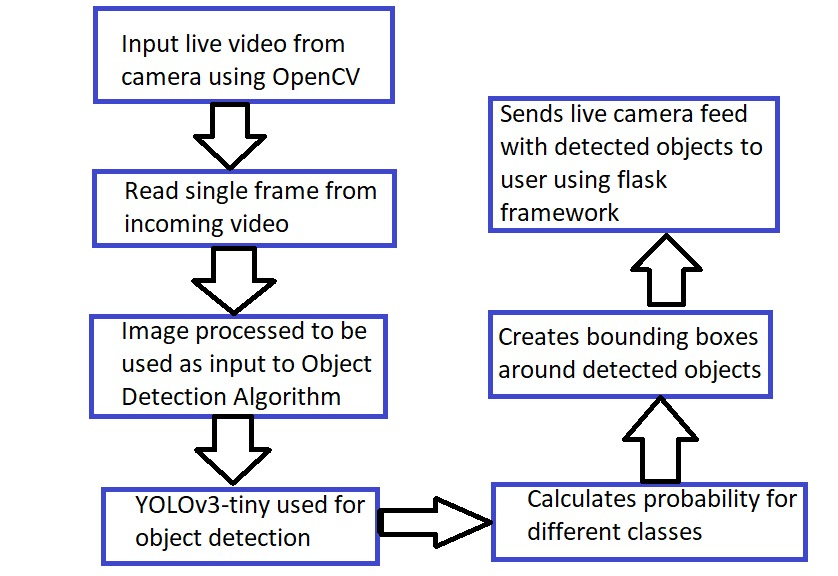 Input live video from
camera using OpenCV
Read single frame from
incoming video
Image processed to be
used as input to Object
Detection Algorithm
YOLOv3-tiny used for
object detection
Calculates probability for
different classes
Creates bounding boxes
around detected objects
Sends live camera feed
with detected objects to
user using flask
framework